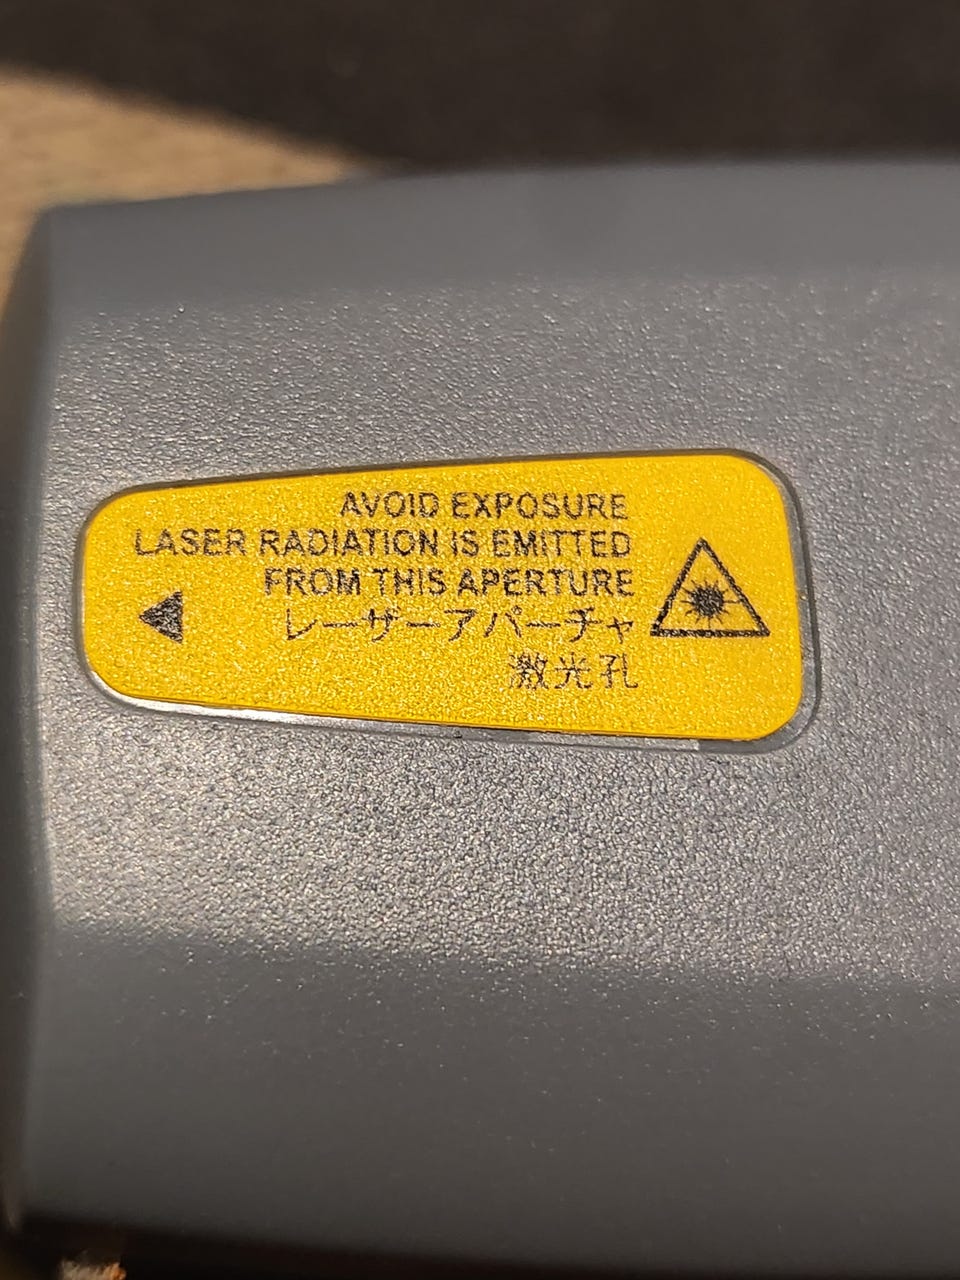 AVOID EXPOSURE
LASER RADIATION IS EMITTED
FROM THIS APERTURE
レーザーアパーチャ
激光孔